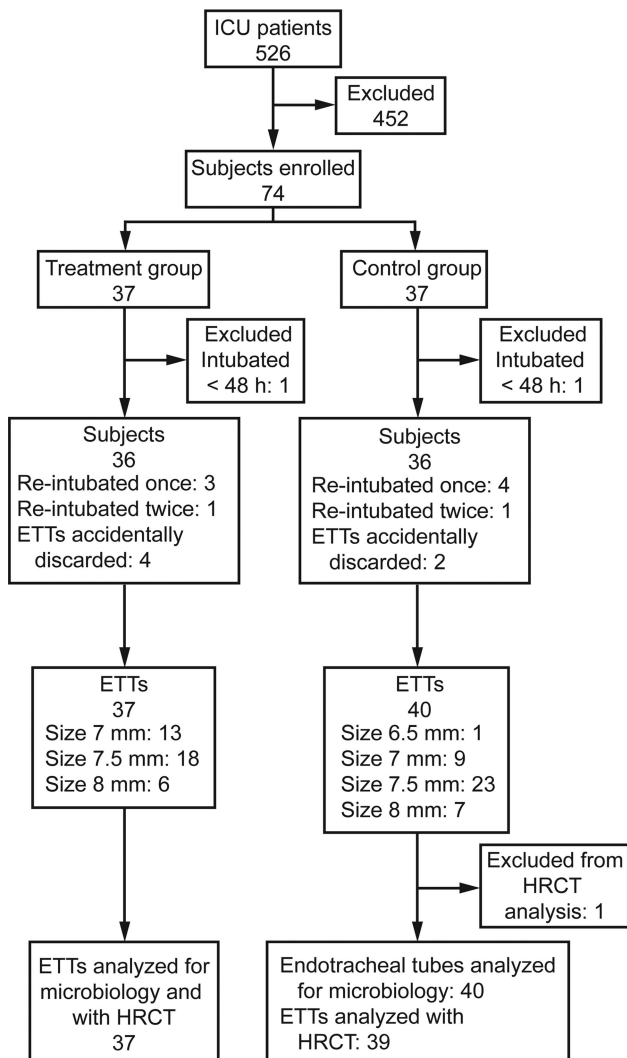 ICU patients
526
Excluded
452
Subjects enrolled
74
Treatment group
37
Control group
37
Excluded
Intubated
< 48 h: 1
Excluded
Intubated
< 48 h: 1
Subjects
36
Re-intubated once: 3
Re-intubated twice: 1
ETTs accidentally
discarded: 4
Subjects
36
Re-intubated once: 4
Re-intubated twice: 1
ETTs accidentally
discarded: 2
ETTs
37
Size 7 mm: 13
Size 7.5 mm: 18
Size 8 mm: 6
ETTs
40
Size 6.5 mm: 1
Size 7 mm: 9
Size 7.5 mm: 23
Size 8 mm: 7
Excluded from
HRCT
analysis: 1
ETTs analyzed for
microbiology and
with HRCT
37
Endotracheal tubes analyzed
for microbiology: 40
ETTs analyzed with
HRCT: 39